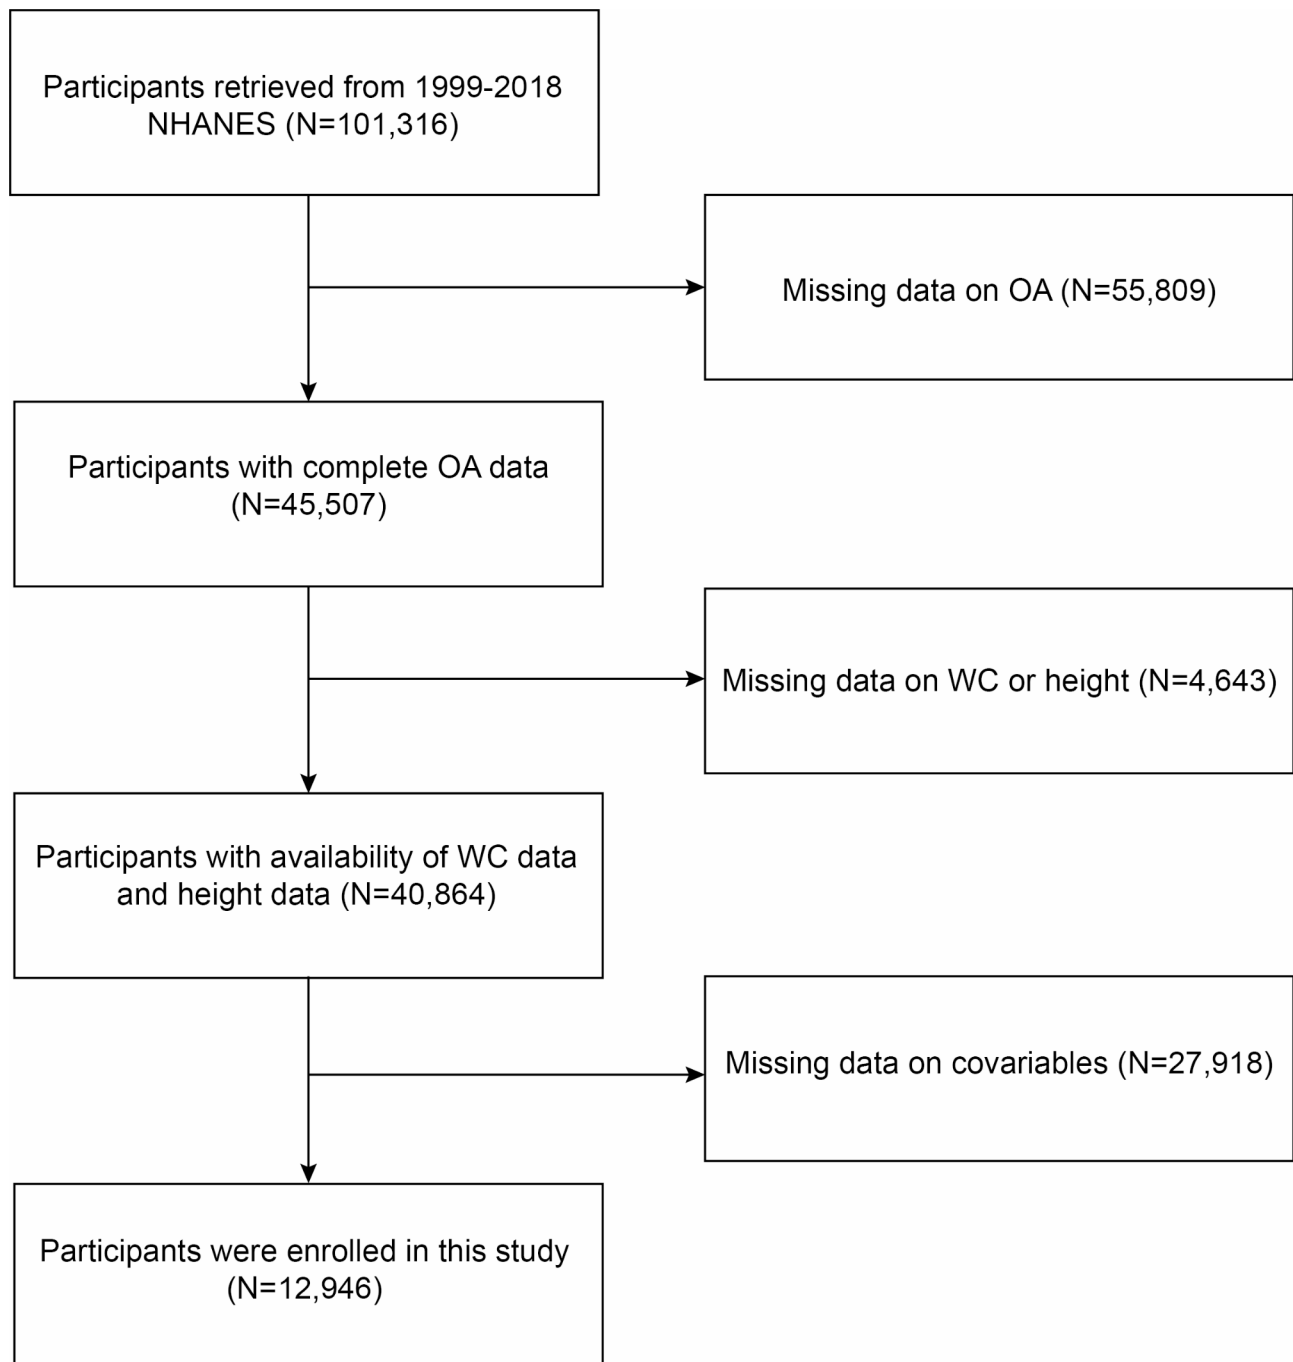 Participants retrieved from 1999-2018
NHANES (N=101,316)
Missing data on OA (N=55,809)
Participants with complete OA data
(N=45,507)
Missing data on WC or height (N=4,643)
Participants with availability of WC data
and height data (N=40,864)
Missing data on covariables (N=27,918)
Participants were enrolled in this study
(N=12,946)